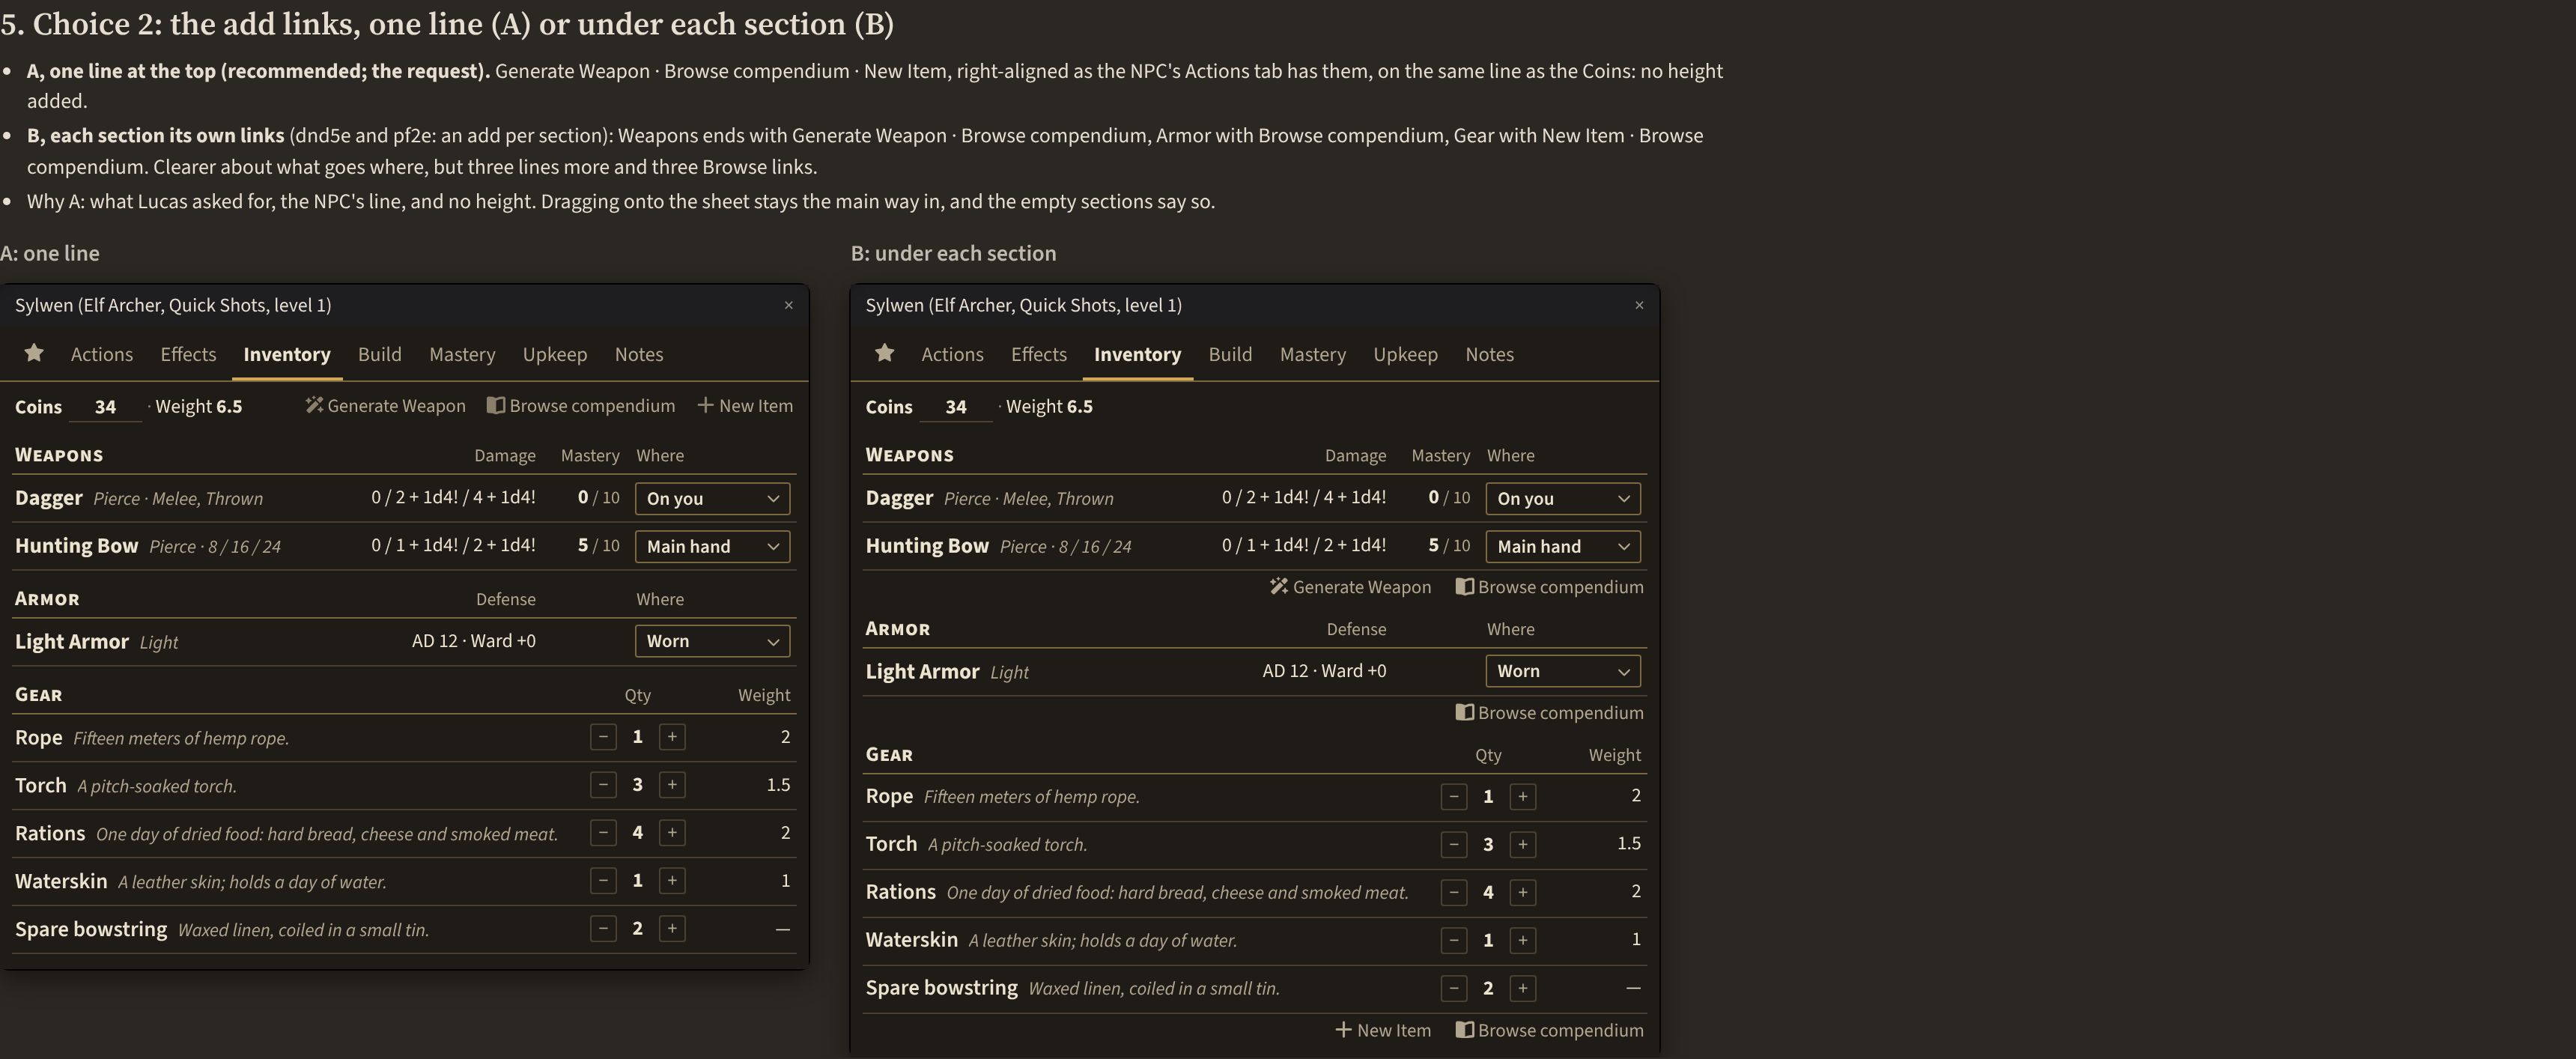 5. Choice 2: the add links, one line (A) or under each section (B)
• A, one line at the top (recommended; the request). Generate Weapon · Browse compendium · New Item, right-aligned as the NPC's Actions tab has them, on the same line as the Coins: no height
added.
• B, each section its own links (dnd5e and pf2e: an add per section): Weapons ends with Generate Weapon · Browse compendium, Armor with Browse compendium, Gear with New Item · Browse
compendium. Clearer about what goes where, but three lines more and three Browse links.
• Why A: what Lucas asked for, the NPC's line, and no height. Dragging onto the sheet stays the main way in, and the empty sections say so.
A: one line
Sylwen (Elf Archer, Quick Shots, level 1) ×
★ Actions Effects Inventory Build Mastery Upkeep Notes
Coins 34 · Weight 6.5 Generate Weapon Browse compendium + New Item
WEAPONS Damage Mastery Where
Dagger Pierce · Melee, Thrown 0 / 2 + 1d4! / 4 + 1d4! 0 / 10 On you
Hunting Bow Pierce · 8 / 16 / 24 0 / 1 + 1d4! / 2 + 1d4! 5 / 10 Main hand
ARMOR Defense Where
Light Armor Light AD 12 · Ward +0 Worn
GEAR Qty Weight
Rope Fifteen meters of hemp rope. − 1 + 2
Torch A pitch-soaked torch. − 3 + 1.5
Rations One day of dried food: hard bread, cheese and smoked meat. − 4 + 2
Waterskin A leather skin; holds a day of water. − 1 + 1
Spare bowstring Waxed linen, coiled in a small tin. − 2 + —
B: under each section
Sylwen (Elf Archer, Quick Shots, level 1) ×
★ Actions Effects Inventory Build Mastery Upkeep Notes
Coins 34 · Weight 6.5
WEAPONS Damage Mastery Where
Dagger Pierce · Melee, Thrown 0 / 2 + 1d4! / 4 + 1d4! 0 / 10 On you
Hunting Bow Pierce · 8 / 16 / 24 0 / 1 + 1d4! / 2 + 1d4! 5 / 10 Main hand
Generate Weapon Browse compendium
ARMOR Defense Where
Light Armor Light AD 12 · Ward +0 Worn
Browse compendium
GEAR Qty Weight
Rope Fifteen meters of hemp rope. − 1 + 2
Torch A pitch-soaked torch. − 3 + 1.5
Rations One day of dried food: hard bread, cheese and smoked meat. − 4 + 2
Waterskin A leather skin; holds a day of water. − 1 + 1
Spare bowstring Waxed linen, coiled in a small tin. − 2 + —
+ New Item Browse compendium